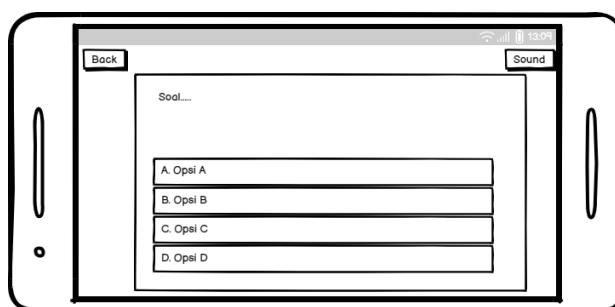 13:09
Back
Sound
Soal.....
A. Opsi A
B. Opsi B
C. Opsi C
D. Opsi D